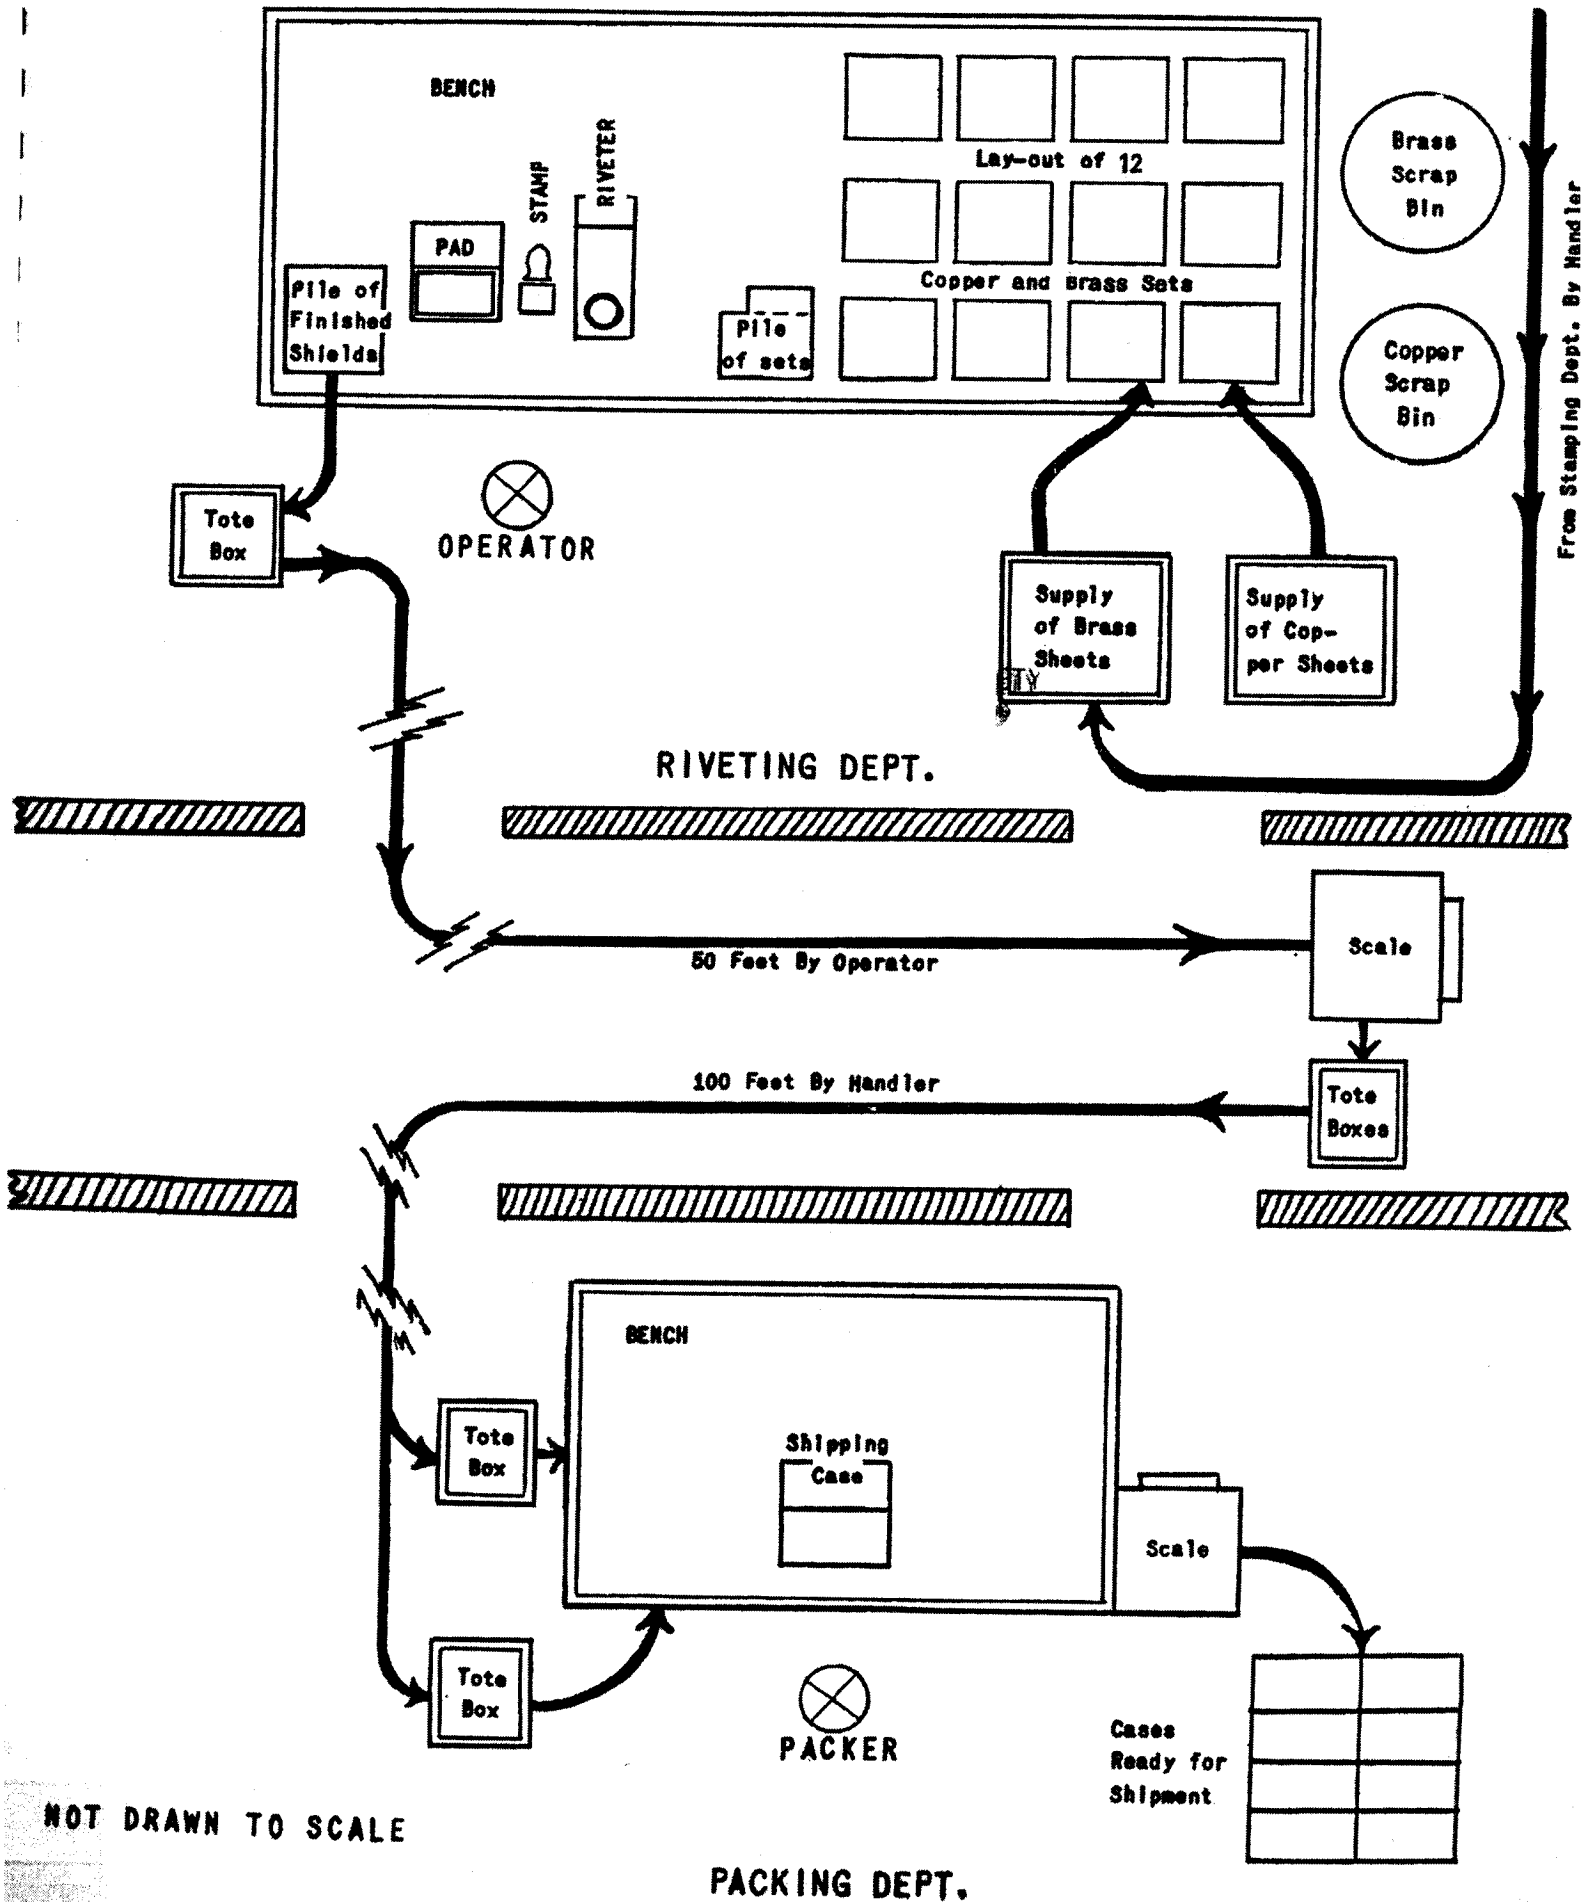 BENCH
Lay-out of 12
Copper and Brass Sets
PAD
STAMP
RIVETER
Pile of
Finished
Shields
Pile
of sets
Brass
Scrap
Bin
Copper
Scrap
Bin
From Stamping Dept. By Handler
Tote
Box
OPERATOR
Supply
of Brass
Sheets
Supply
of Cop-
per Sheets
RIVETING DEPT.
50 Feet By Operator
Scale
100 Feet By Handler
Tote
Boxes
BENCH
Shipping
Case
Tote
Box
Scale
Tote
Box
PACKER
Cases
Ready for
Shipment
NOT DRAWN TO SCALE
PACKING DEPT.